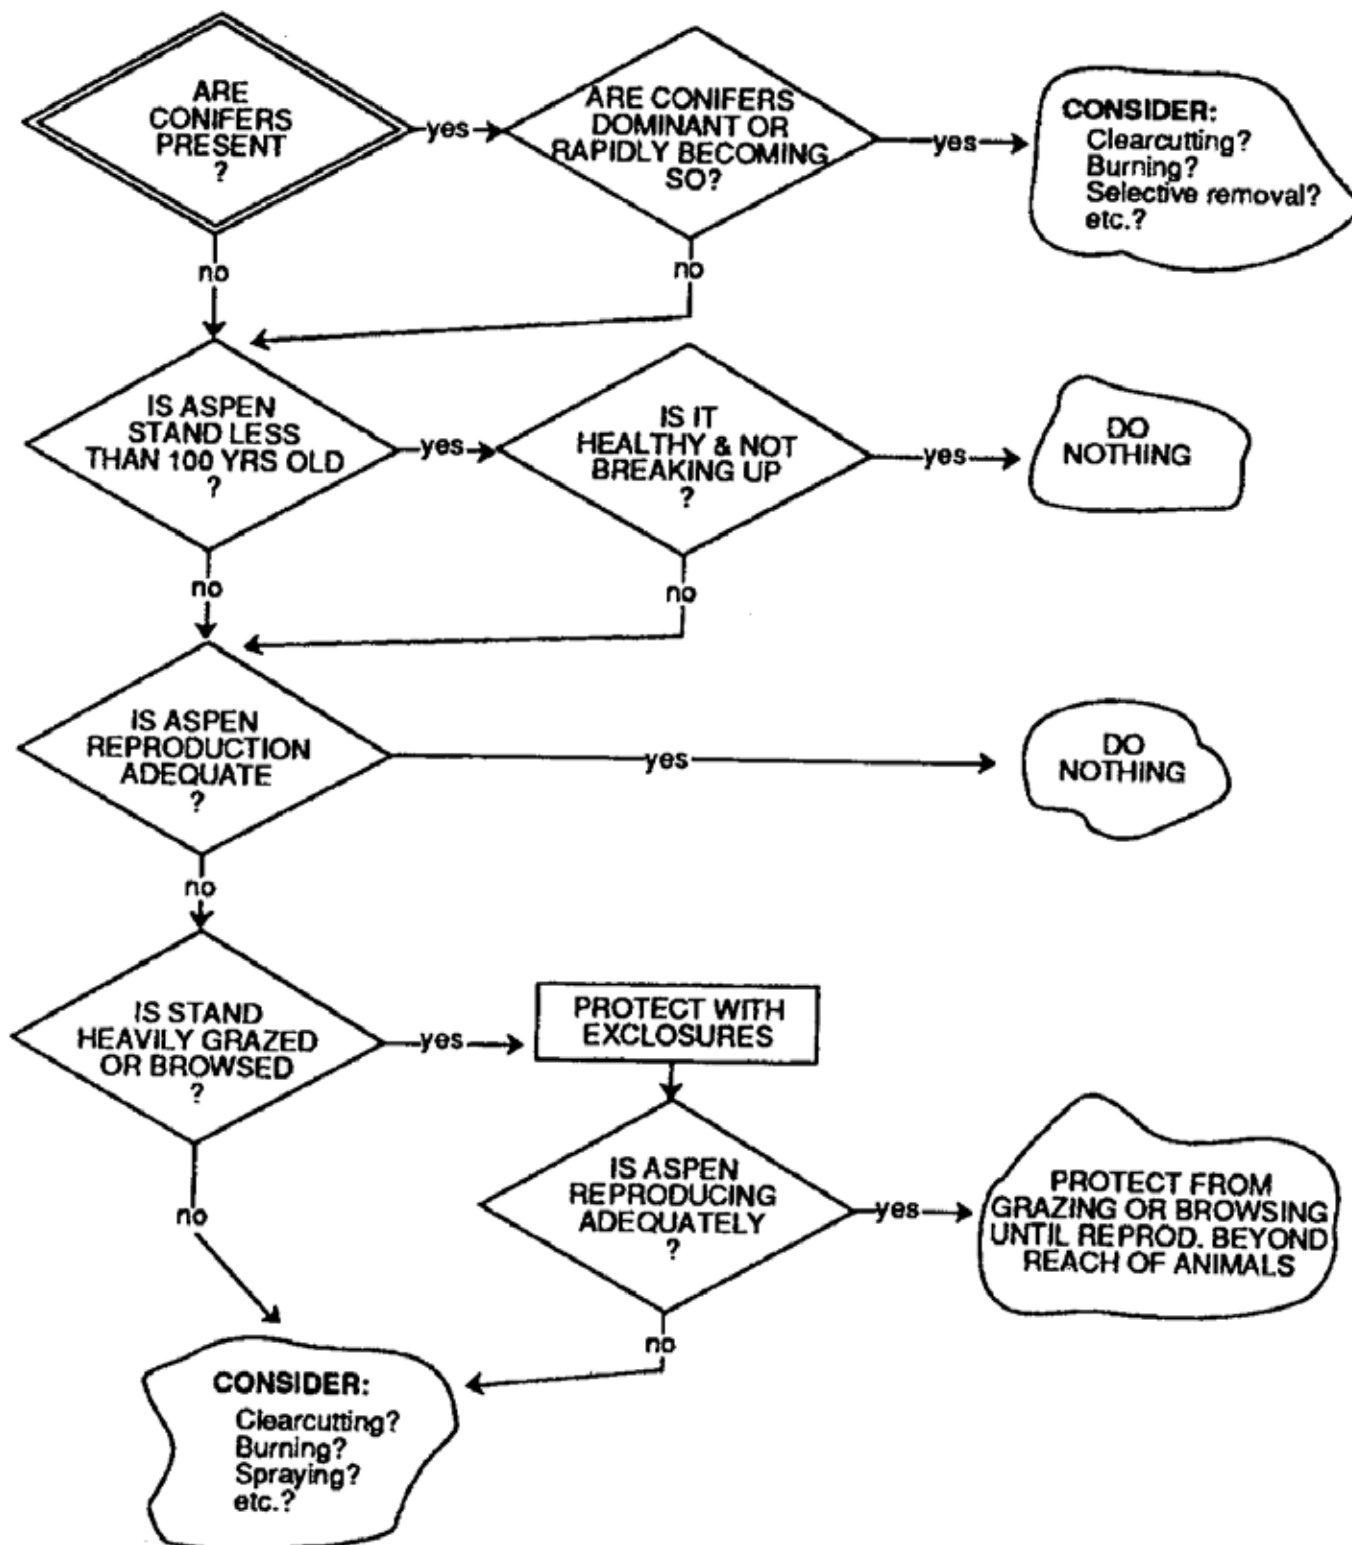 ARE
CONIFERS
PRESENT
?
yes
ARE CONIFERS
DOMINANT OR
RAPIDLY BECOMING
SO?
yes
CONSIDER:
Clearcutting?
Burning?
Selective removal?
etc.?
no
no
IS ASPEN
STAND LESS
THAN 100 YRS OLD
?
yes
IS IT
HEALTHY & NOT
BREAKING UP
?
yes
DO
NOTHING
no
no
IS ASPEN
REPRODUCTION
ADEQUATE
?
yes
DO
NOTHING
no
IS STAND
HEAVILY GRAZED
OR BROWSED
?
yes
PROTECT WITH
EXCLOSURES
no
IS ASPEN
REPRODUCING
ADEQUATELY
?
yes
PROTECT FROM
GRAZING OR BROWSING
UNTIL REPROD. BEYOND
REACH OF ANIMALS
no
CONSIDER:
Clearcutting?
Burning?
Spraying?
etc.?